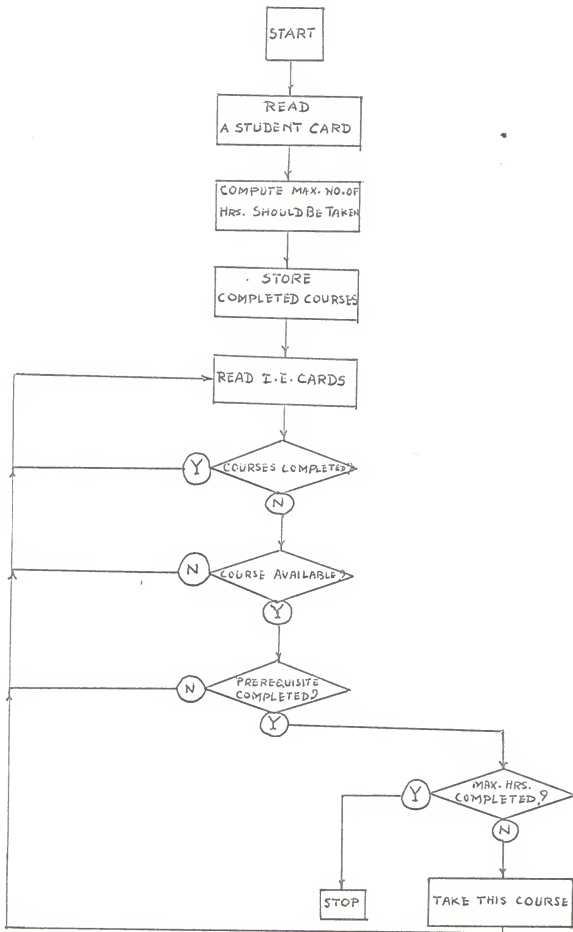 START
READ
A STUDENT CARD
COMPUTE MAX. NO. OF
HRS. SHOULD BE TAKEN
STORE
COMPLETED COURSES
READ I.E. CARDS
Y
COURSES COMPLETED?
N
N
COURSE AVAILABLE?
Y
PREREQUISITE
COMPLETED?
N
Y
MAX. HRS.
COMPLETED?
Y
N
STOP
TAKE THIS COURSE